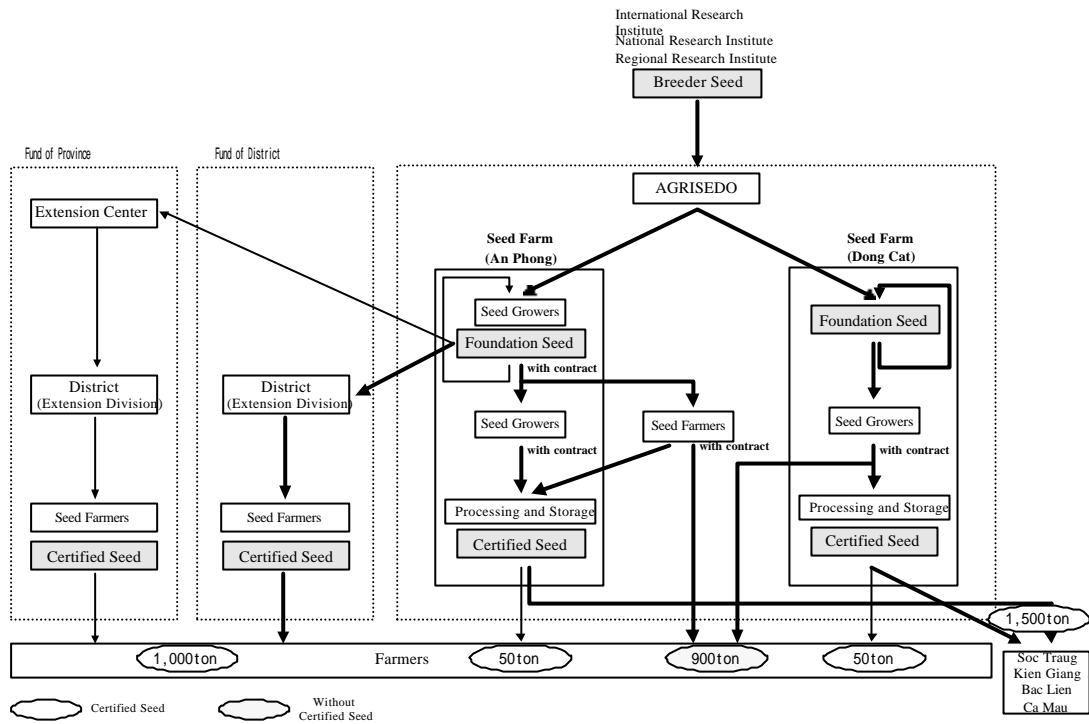 International Research
Institute
National Research Institute
Regional Research Institute
Breeder Seed
Fund of Province
Fund of District
AGRISEDO
Extension Center
Seed Farm
(An Phong)
Seed Farm
(Dong Cat)
Seed Growers
Foundation Seed
Foundation Seed
with contract
District
(Extension Division)
District
(Extension Division)
Seed Growers
Seed Farmers
Seed Growers
with contract
with contract
with contract
Seed Farmers
Seed Farmers
Processing and Storage
Processing and Storage
Certified Seed
Certified Seed
Certified Seed
Certified Seed
1,500ton
1,000ton
Farmers
50ton
900ton
50ton
Soc Traug
Kien Giang
Bac Lien
Ca Mau
Certified Seed
Without
Certified Seed